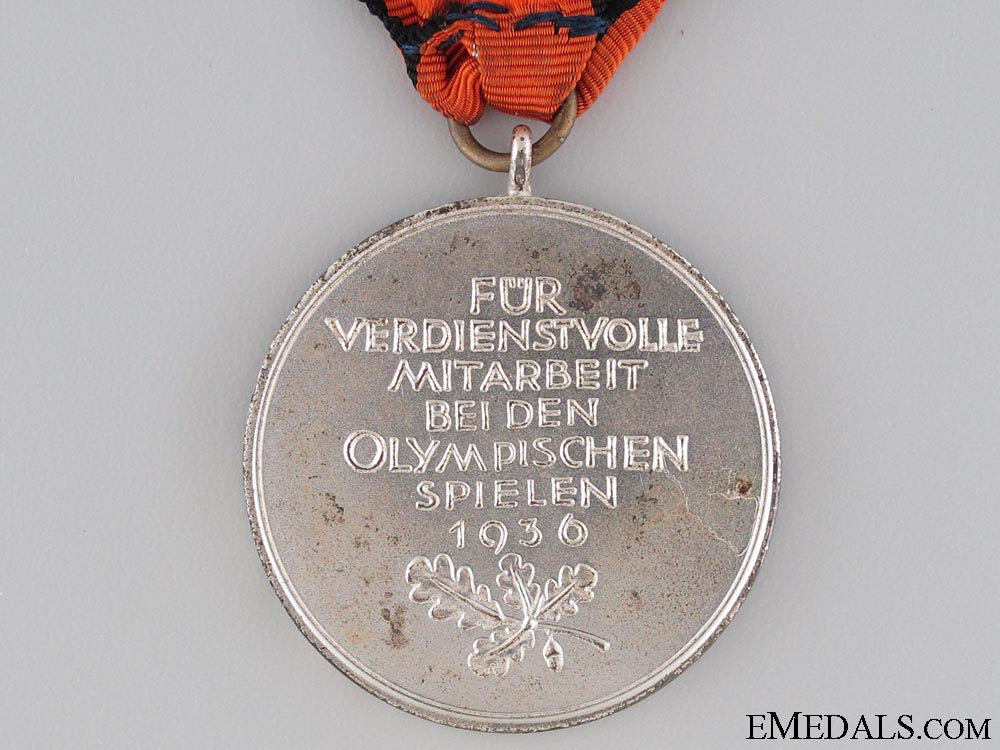 FÜR
VERDIENSTVOLLE
MITARBEIT
BEI DEN
OLYMPISCHEN
SPIELEN
1936
EMEDALS.COM